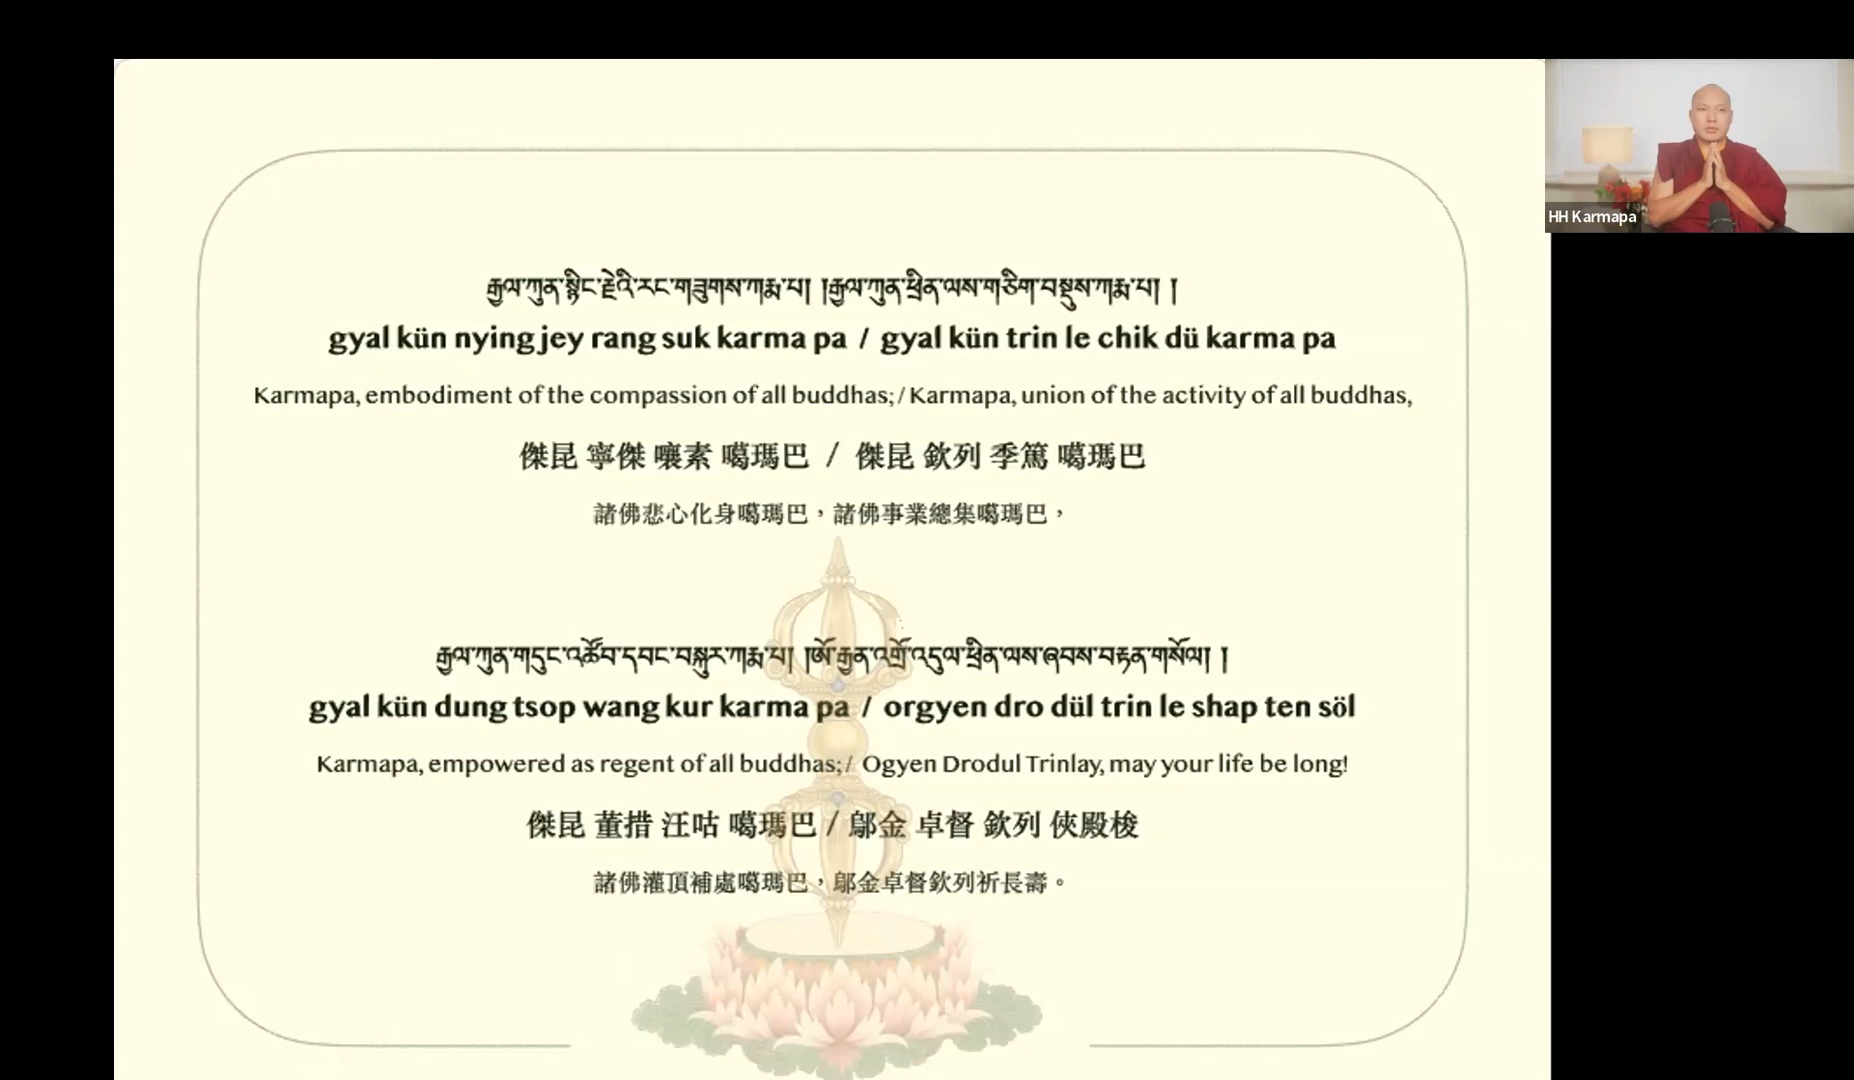 རྒྱལ་ཀུན་སྙིང་རྗེའི་རང་གཟུགས་ཀརྨ་པ། །རྒྱལ་ཀུན་ཕྲིན་ལས་གཅིག་བསྡུས་ཀརྨ་པ། །
gyal kün nying jey rang suk karma pa / gyal kün trin le chik dü karma pa
Karmapa, embodiment of the compassion of all buddhas; / Karmapa, union of the activity of all buddhas,
傑昆 寧傑 嚷素 噶瑪巴 / 傑昆 欽列 季篤 噶瑪巴
諸佛悲心化身噶瑪巴，諸佛事業總集噶瑪巴，
རྒྱལ་ཀུན་གདུང་འཚོབ་དབང་བསྐུར་ཀརྨ་པ། །ཨོ་རྒྱན་འགྲོ་འདུལ་ཕྲིན་ལས་ཞབས་བརྟན་གསོལ། །
gyal kün dung tsop wang kur karma pa / orgyen dro dül trin le shap ten söl
Karmapa, empowered as regent of all buddhas; / Ogyen Drodul Trinlay, may your life be long!
傑昆 董措 汪咕 噶瑪巴 / 鄔金 卓督 欽列 俠殿梭
諸佛灌頂補處噶瑪巴，鄔金卓督欽列祈長壽。
HH Karmapa